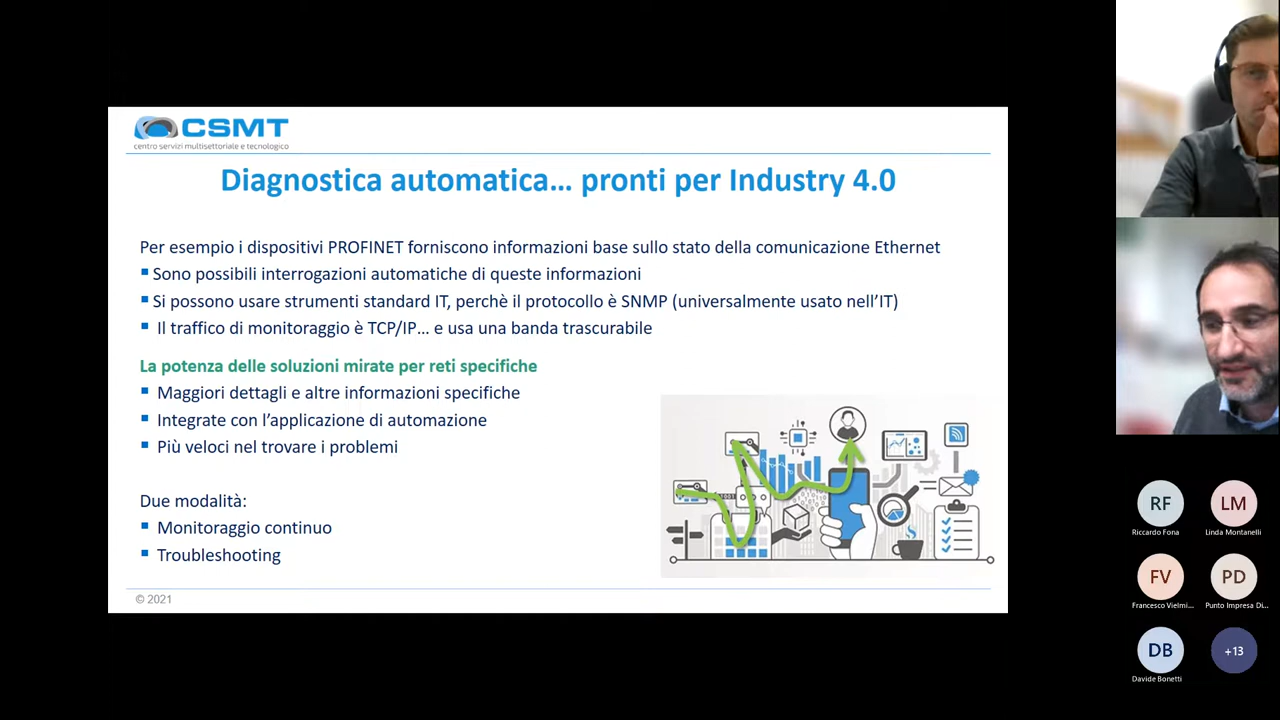 CSMT
centro servizi multisettoriale e tecnologico
Diagnostica automatica... pronti per Industry 4.0
Per esempio i dispositivi PROFINET forniscono informazioni base sullo stato della comunicazione Ethernet
▪ Sono possibili interrogazioni automatiche di queste informazioni
▪ Si possono usare strumenti standard IT, perchè il protocollo è SNMP (universalmente usato nell'IT)
▪ Il traffico di monitoraggio è TCP/IP... e usa una banda trascurabile
La potenza delle soluzioni mirate per reti specifiche
▪ Maggiori dettagli e altre informazioni specifiche
▪ Integrate con l'applicazione di automazione
▪ Più veloci nel trovare i problemi
Due modalità:
▪ Monitoraggio continuo
▪ Troubleshooting
© 2021
RF
Riccardo Fona
LM
Linda Montanelli
FV
Francesco Vielmi...
PD
Punto Impresa Di...
DB
Davide Bonetti
+13